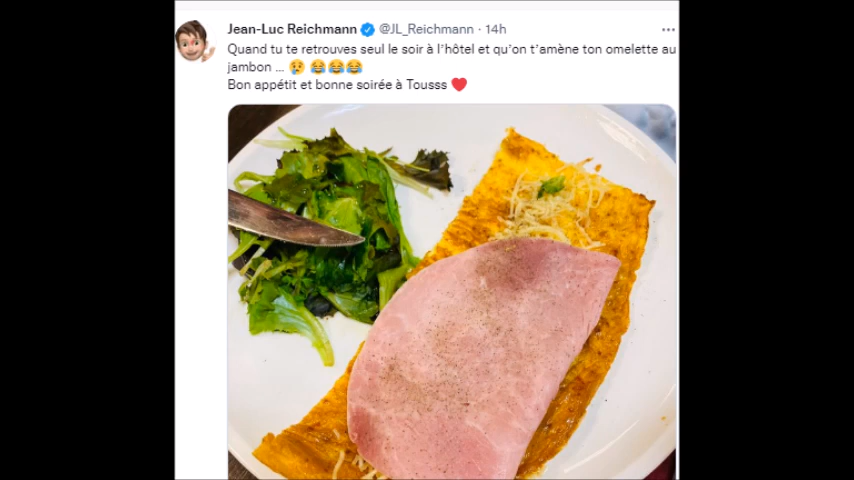 Jean-Luc Reichmann @JL_Reichmann · 14h
Quand tu te retrouves seul le soir à l'hôtel et qu'on t'amène ton omelette au
jambon ... 😢 😂😂😂
Bon appétit et bonne soirée à Tousss ❤️